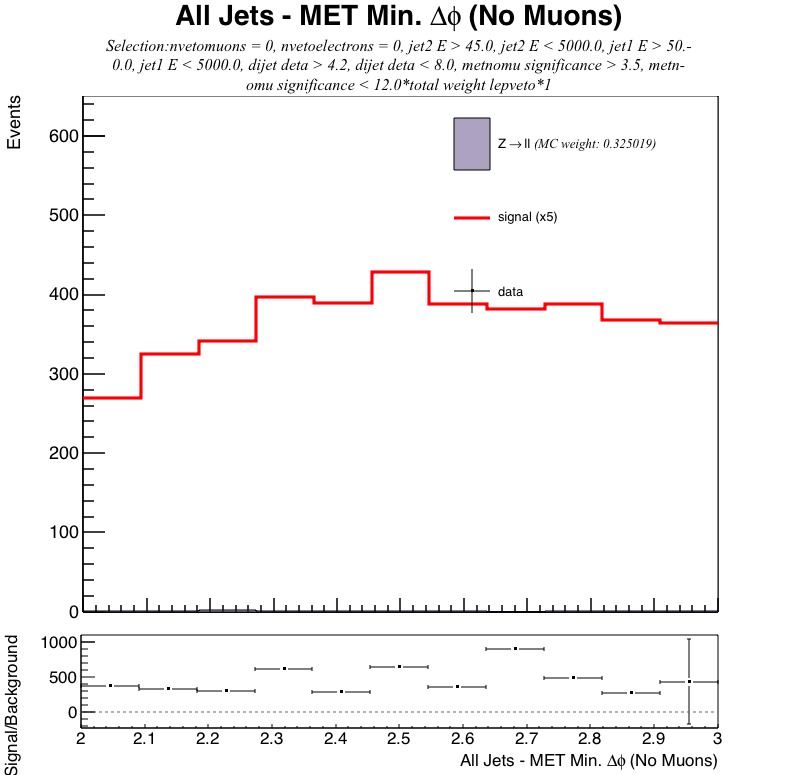 All Jets - MET Min. Δϕ (No Muons)
Selection:nvetomuons = 0, nvetoelectrons = 0, jet2 E > 45.0, jet2 E < 5000.0, jet1 E > 50.-
0.0, jet1 E < 5000.0, dijet deta > 4.2, dijet deta < 8.0, metnomu significance > 3.5, metn-
omu significance < 12.0*total weight lepveto*1
Events
600
500
400
300
200
100
0
Z → ll (MC weight: 0.325019)
signal (x5)
data
Signal/Background
1000
500
0
2 2.1 2.2 2.3 2.4 2.5 2.6 2.7 2.8 2.9 3
All Jets - MET Min. Δϕ (No Muons)